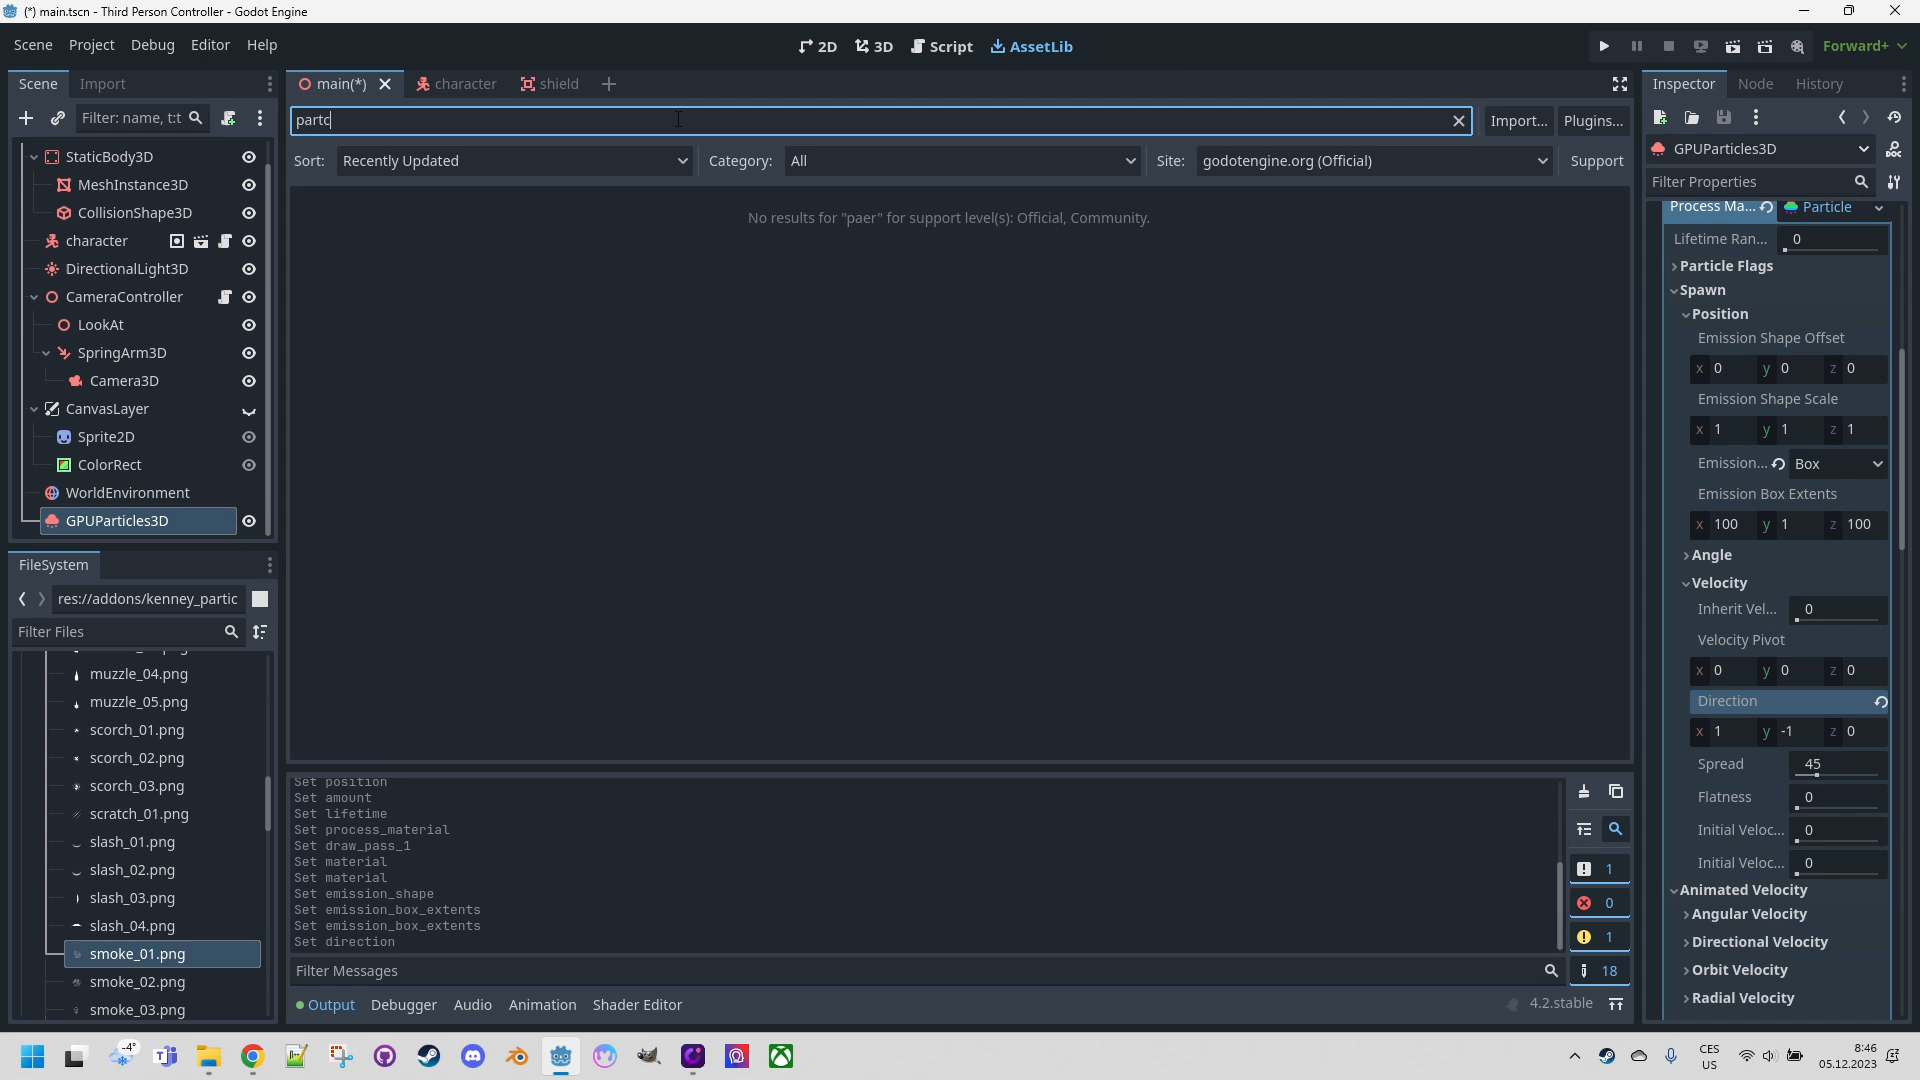 (*) main.tscn - Third Person Controller - Godot Engine
Scene Project Debug Editor Help
2D 3D Script AssetLib
Forward+
Scene Import
Filter: name, t:t
StaticBody3D
MeshInstance3D
CollisionShape3D
character
DirectionalLight3D
CameraController
LookAt
SpringArm3D
Camera3D
CanvasLayer
Sprite2D
ColorRect
WorldEnvironment
GPUParticles3D
FileSystem
res://addons/kenney_partic
Filter Files
muzzle_04.png
muzzle_05.png
scorch_01.png
scorch_02.png
scorch_03.png
scratch_01.png
slash_01.png
slash_02.png
slash_03.png
slash_04.png
smoke_01.png
smoke_02.png
smoke_03.png
main(*) character shield
partc
Import... Plugins...
Sort: Recently Updated Category: All Site: godotengine.org (Official) Support
No results for "paer" for support level(s): Official, Community.
Set position
Set amount
Set lifetime
Set process_material
Set draw_pass_1
Set material
Set material
Set emission_shape
Set emission_box_extents
Set emission_box_extents
Set direction
1
0
1
18
Filter Messages
Output Debugger Audio Animation Shader Editor
4.2.stable
Inspector Node History
GPUParticles3D
Filter Properties
Process Ma... Particle
Lifetime Ran... 0
Particle Flags
Spawn
Position
Emission Shape Offset
x 0 y 0 z 0
Emission Shape Scale
x 1 y 1 z 1
Emission... Box
Emission Box Extents
x 100 y 1 z 100
Angle
Velocity
Inherit Vel... 0
Velocity Pivot
x 0 y 0 z 0
Direction
x 1 y -1 z 0
Spread 45
Flatness 0
Initial Veloc... 0
Initial Veloc... 0
Animated Velocity
Angular Velocity
Directional Velocity
Orbit Velocity
Radial Velocity
-4°
CES
US
8:46
05.12.2023